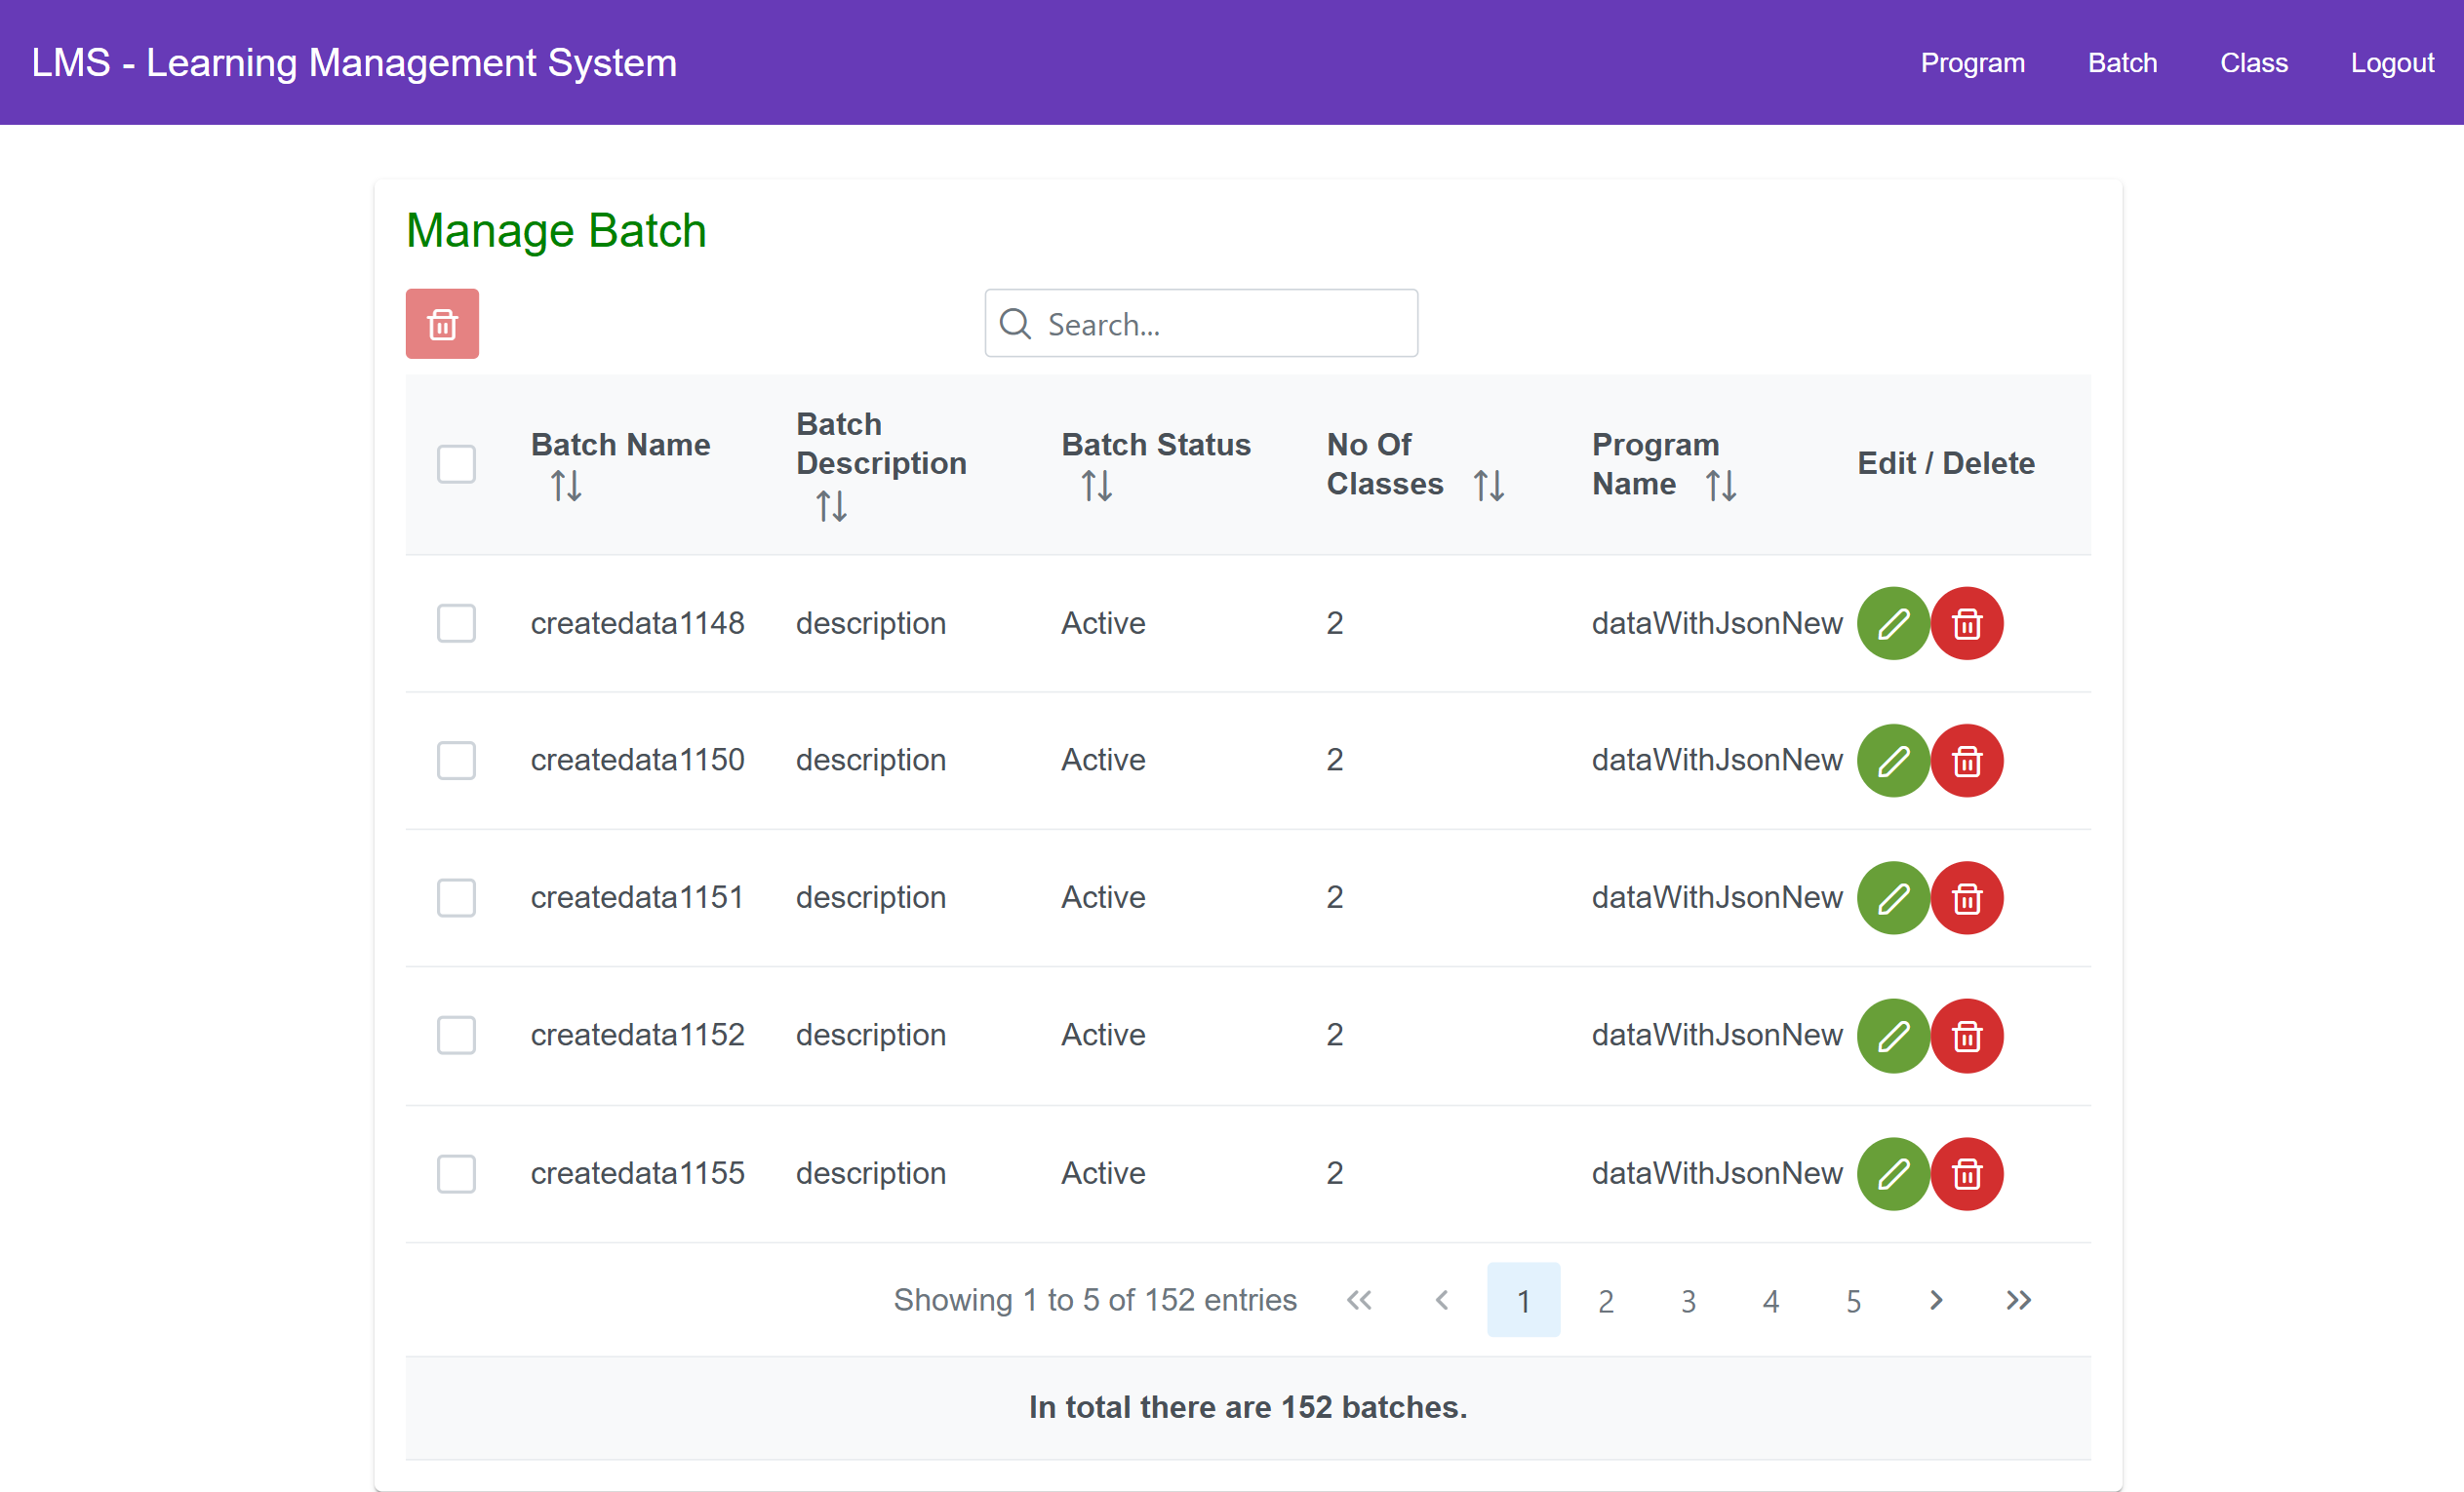 LMS - Learning Management System
Program Batch Class Logout
Manage Batch
Search...
Batch Name
Batch
Description
Batch Status
No Of
Classes
Program
Name
Edit / Delete
createdata1148 description Active 2 dataWithJsonNew
createdata1150 description Active 2 dataWithJsonNew
createdata1151 description Active 2 dataWithJsonNew
createdata1152 description Active 2 dataWithJsonNew
createdata1155 description Active 2 dataWithJsonNew
Showing 1 to 5 of 152 entries « ‹ 1 2 3 4 5 › »
In total there are 152 batches.